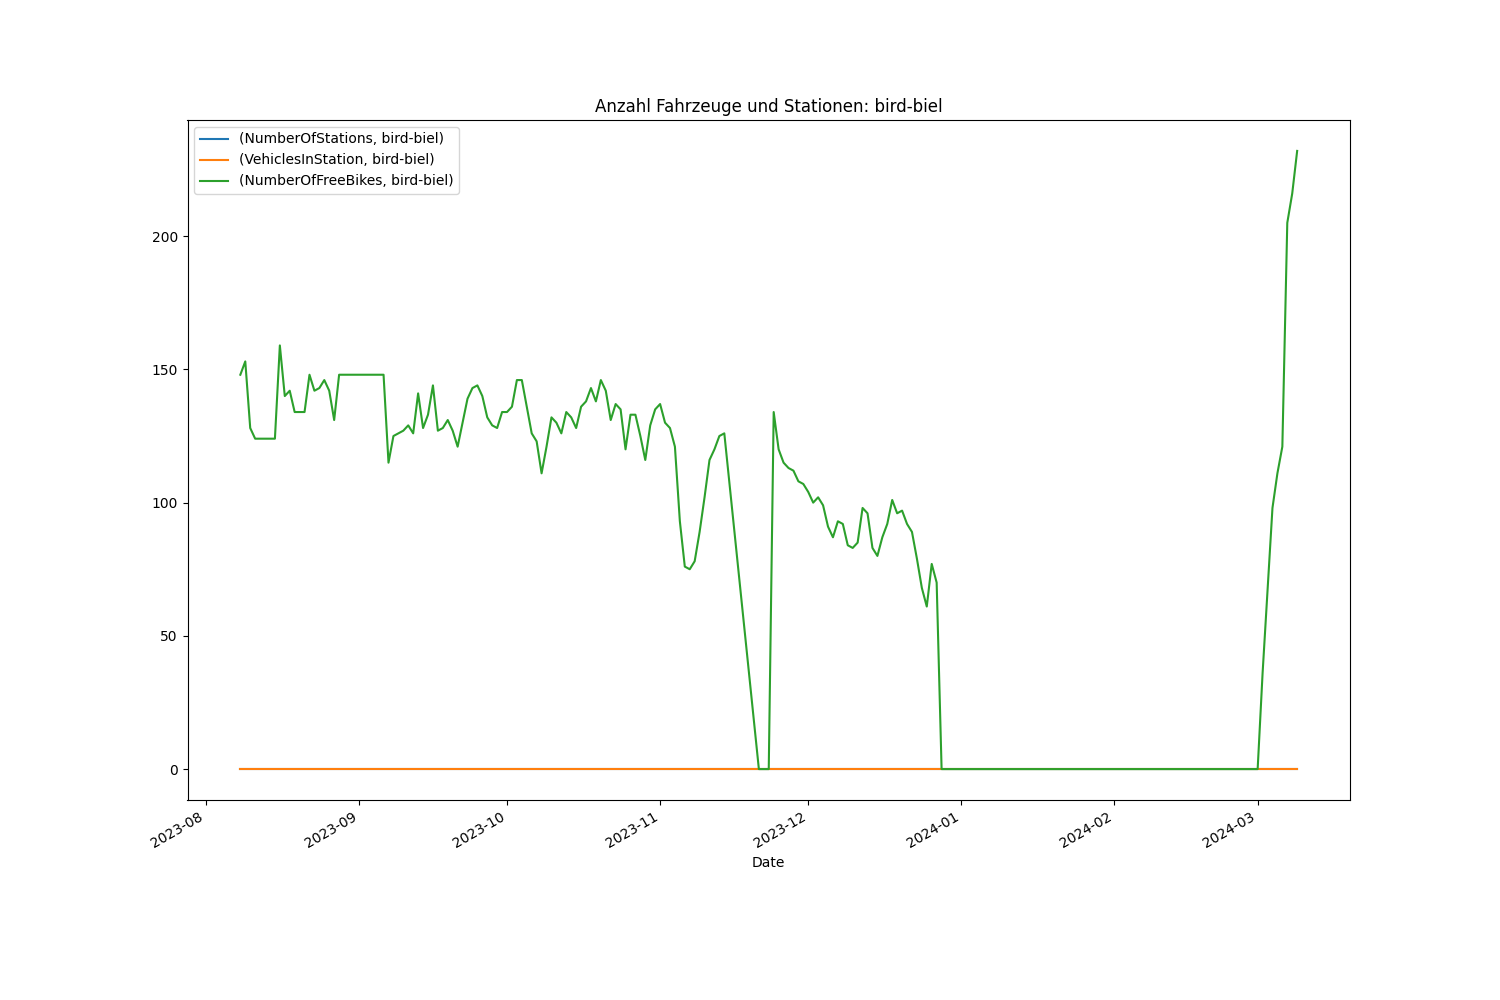 Anzahl Fahrzeuge und Stationen: bird-biel
(NumberOfStations, bird-biel)
(VehiclesInStation, bird-biel)
(NumberOfFreeBikes, bird-biel)
200
150
100
50
0
2023-08
2023-09
2023-10
2023-11
2023-12
2024-01
2024-02
2024-03
Date